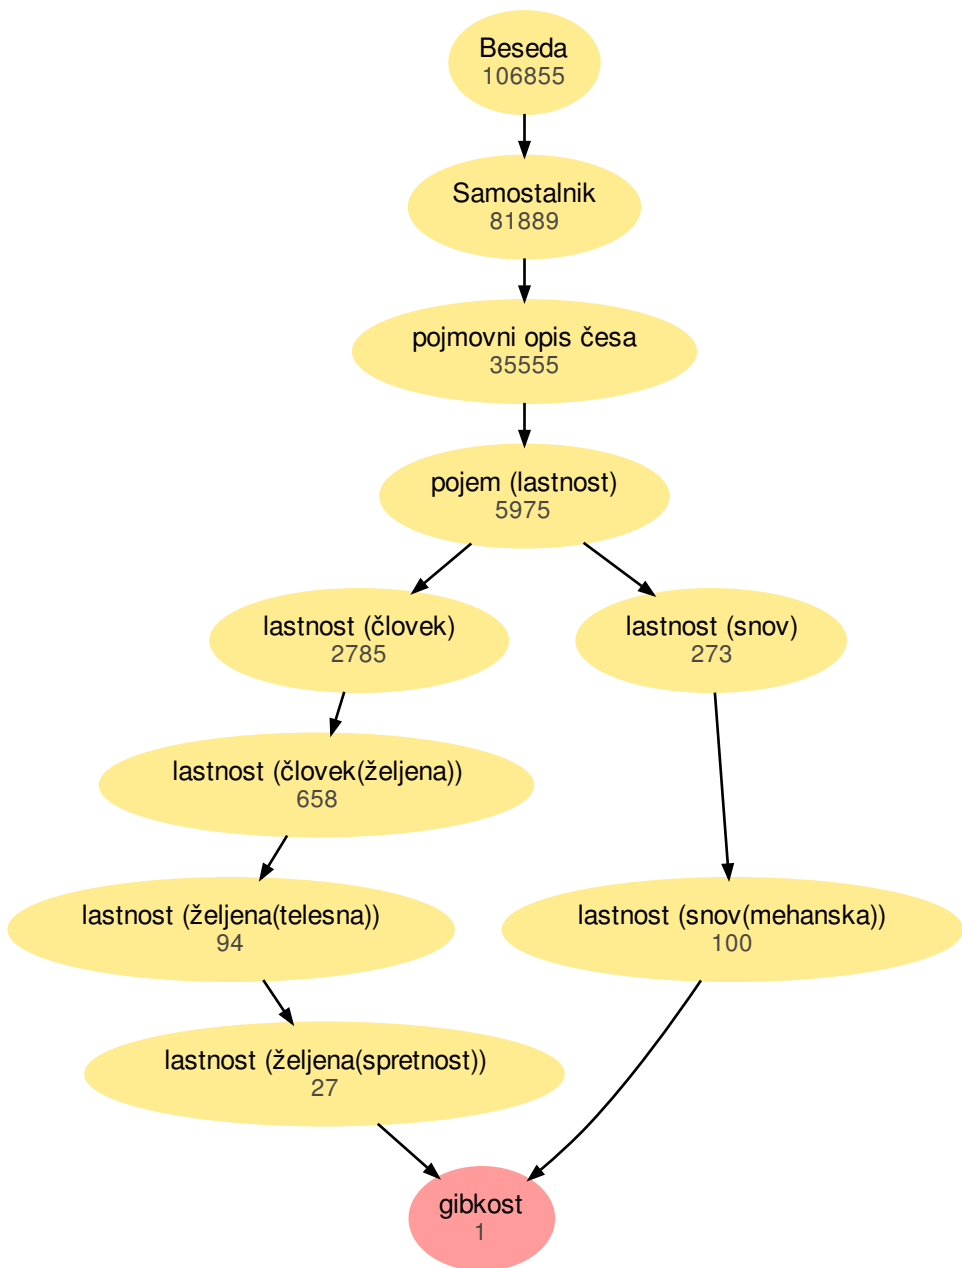 Beseda
106855
Samostalnik
81889
pojmovni opis česa
35555
pojem (lastnost)
5975
lastnost (človek)
2785
lastnost (snov)
273
lastnost (človek(željena))
658
lastnost (željena(telesna))
94
lastnost (snov(mehanska))
100
lastnost (željena(spretnost))
27
gibkost
1